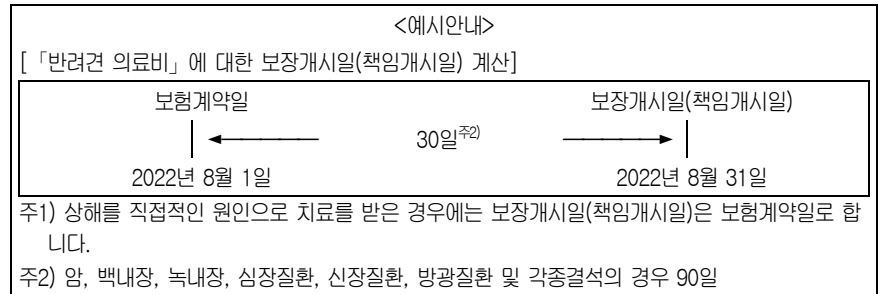 <예시안내>
[「반려견 의료비」에 대한 보장개시일(책임개시일) 계산]
보험계약일 보장개시일(책임개시일)
30일주2)
2022년 8월 1일 2022년 8월 31일
주1) 상해를 직접적인 원인으로 치료를 받은 경우에는 보장개시일(책임개시일)은 보험계약일로 합
니다.
주2) 암, 백내장, 녹내장, 심장질환, 신장질환, 방광질환 및 각종결석의 경우 90일